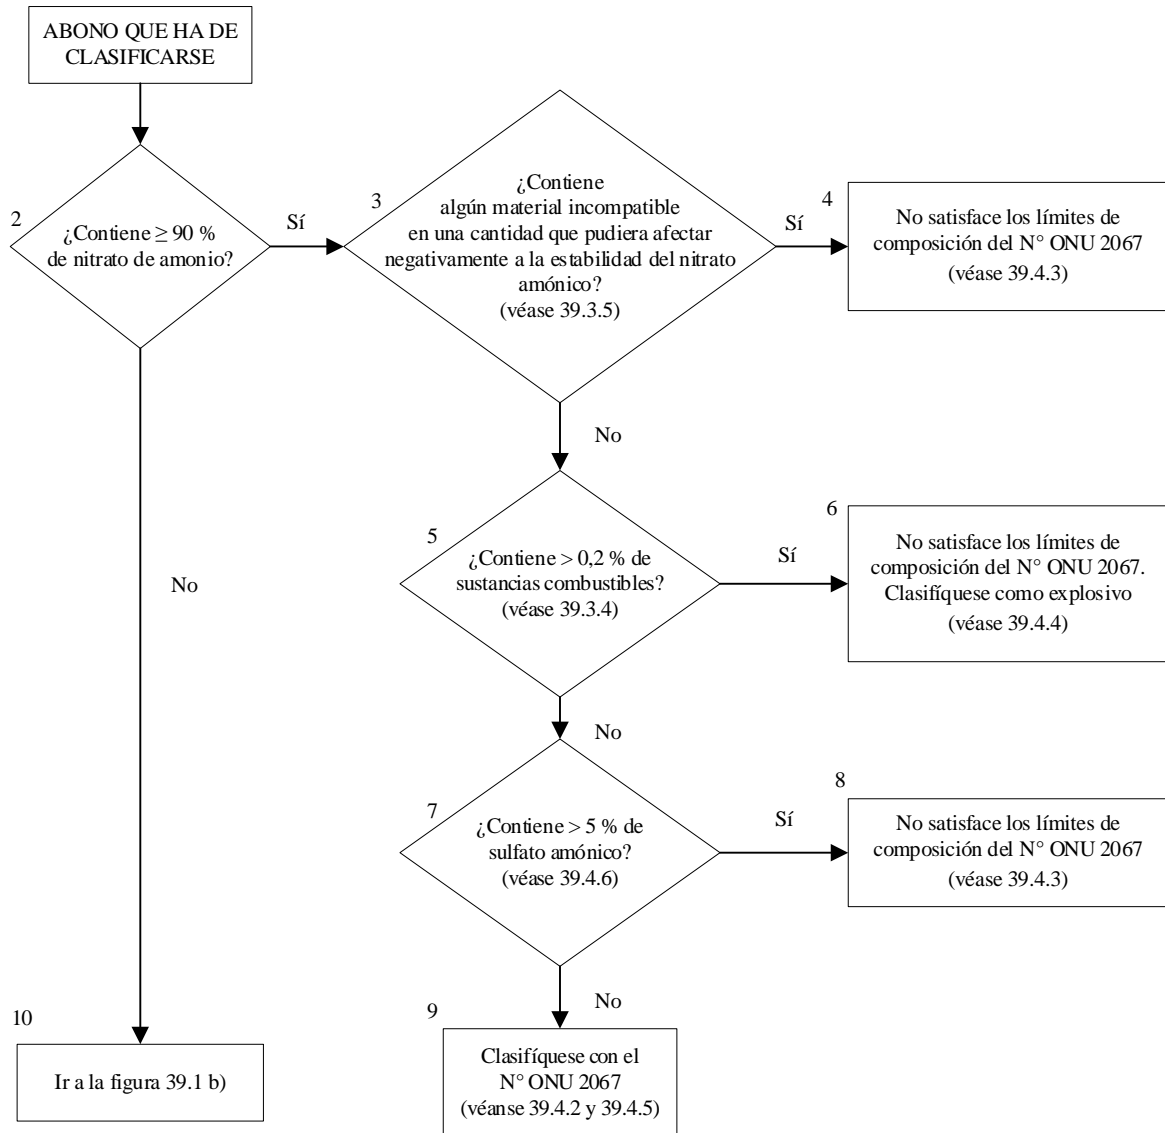 ABONO QUE HA DE
CLASIFICARSE
2
¿Contiene ≥ 90 %
de nitrato de amonio?
Sí
3
¿Contiene
algún material incompatible
en una cantidad que pudiera afectar
negativamente a la estabilidad del nitrato
amónico?
(véase 39.3.5)
Sí
4
No satisface los límites de
composición del N° ONU 2067
(véase 39.4.3)
No
No
5
¿Contiene > 0,2 % de
sustancias combustibles?
(véase 39.3.4)
Sí
6
No satisface los límites de
composición del N° ONU 2067.
Clasifíquese como explosivo
(véase 39.4.4)
No
7
¿Contiene > 5 % de
sulfato amónico?
(véase 39.4.6)
Sí
8
No satisface los límites de
composición del N° ONU 2067
(véase 39.4.3)
No
9
Clasifíquese con el
N° ONU 2067
(véanse 39.4.2 y 39.4.5)
10
Ir a la figura 39.1 b)